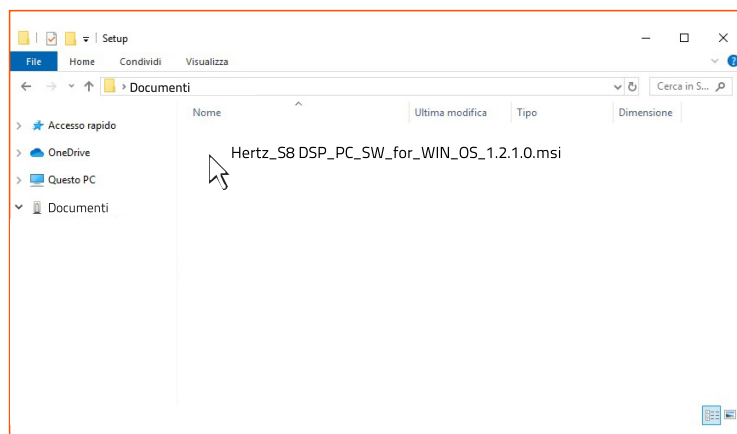 Setup
File Home Condividi Visualizza
Documenti Cerca in S...
Nome Ultima modifica Tipo Dimensione
Accesso rapido
OneDrive
Questo PC
Documenti
Hertz_S8 DSP_PC_SW_for_WIN_OS_1.2.1.0.msi